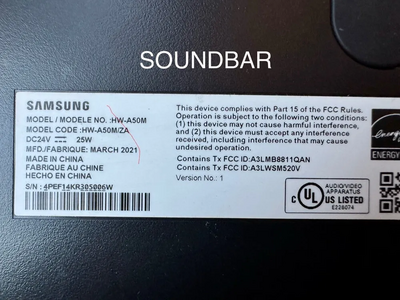 SOUNDBAR
SAMSUNG
MODEL / MODELE NO. :HW-A50M
MODEL CODE :HW-A50M/ZA
DC24V ⎓ 25W
MFD./FABRIQUE: MARCH 2021
MADE IN CHINA
FABRIQUE AU CHINE
HECHO EN CHINA
S/N : 4PEF14KR305006W
This device complies with Part 15 of the FCC Rules.
Operation is subject to the following two conditions:
(1) this device may not cause harmful interference,
and (2) this device must accept any interference
received, including interference that may cause
undesired operation.
Contains Tx FCC ID:A3LMB8811QAN
Contains Tx FCC ID:A3LWSM520V
Version No.: 1
energy
ENERGY
c UL US LISTED
AUDIO/VIDEO
APPARATUS
E226074